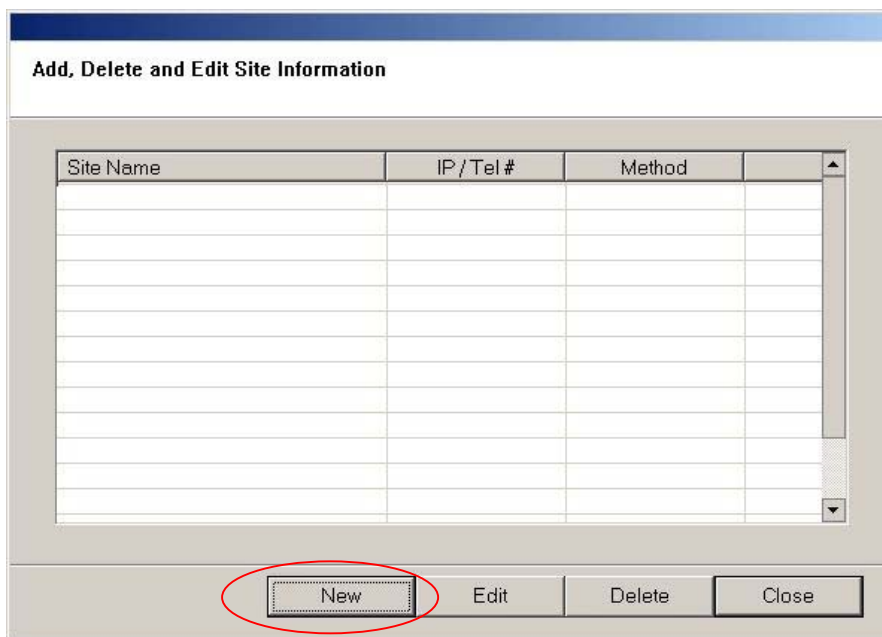 Add, Delete and Edit Site Information
Site Name IP / Tel # Method
New Edit Delete Close